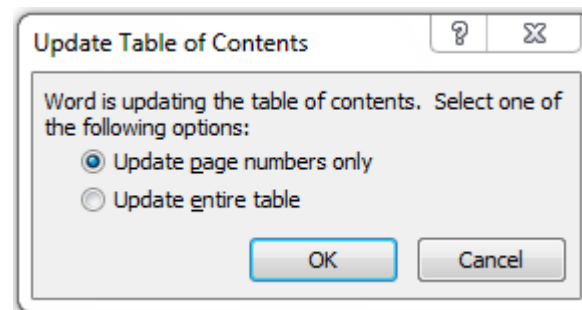 Update Table of Contents
Word is updating the table of contents. Select one of
the following options:
Update page numbers only
Update entire table
OK
Cancel